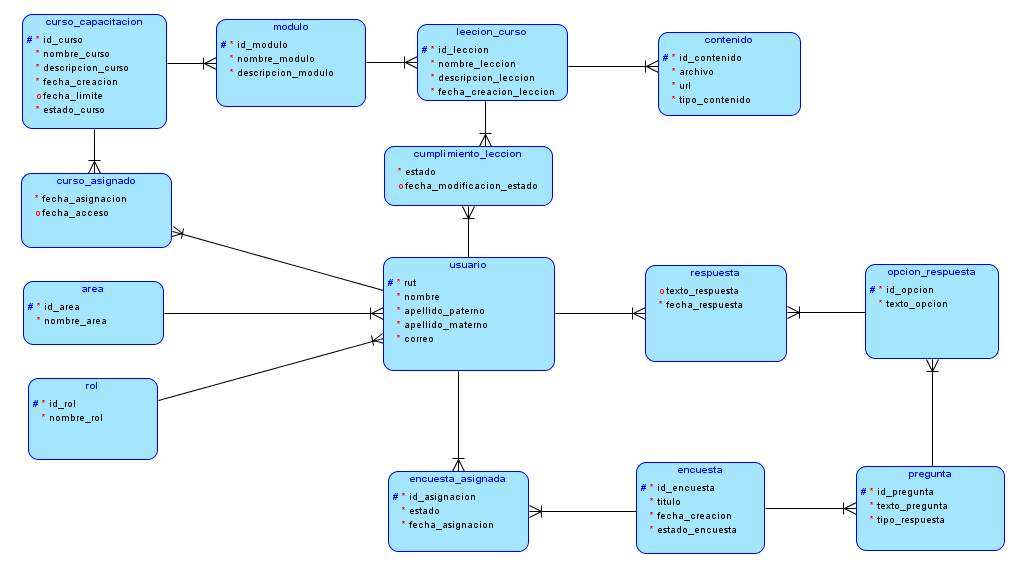 curso_capacitacion
# * id_curso
* nombre_curso
* descripcion_curso
* fecha_creacion
o fecha_limite
* estado_curso
modulo
# * id_modulo
* nombre_modulo
* descripcion_modulo
leecion_curso
# * id_leccion
* nombre_leccion
* descripcion_leccion
* fecha_creacion_leccion
contenido
# * id_contenido
* archivo
* url
* tipo_contenido
curso_asignado
* fecha_asignacion
o fecha_acceso
cumplimiento_leccion
* estado
o fecha_modificacion_estado
area
# * id_area
* nombre_area
usuario
# * rut
* nombre
* apellido_paterno
* apellido_materno
* correo
respuesta
o texto_respuesta
* fecha_respuesta
opcion_respuesta
# * id_opcion
* texto_opcion
rol
# * id_rol
* nombre_rol
encuesta_asignada
# * id_asignacion
* estado
* fecha_asignacion
encuesta
# * id_encuesta
* titulo
* fecha_creacion
* estado_encuesta
pregunta
# * id_pregunta
* texto_pregunta
* tipo_respuesta